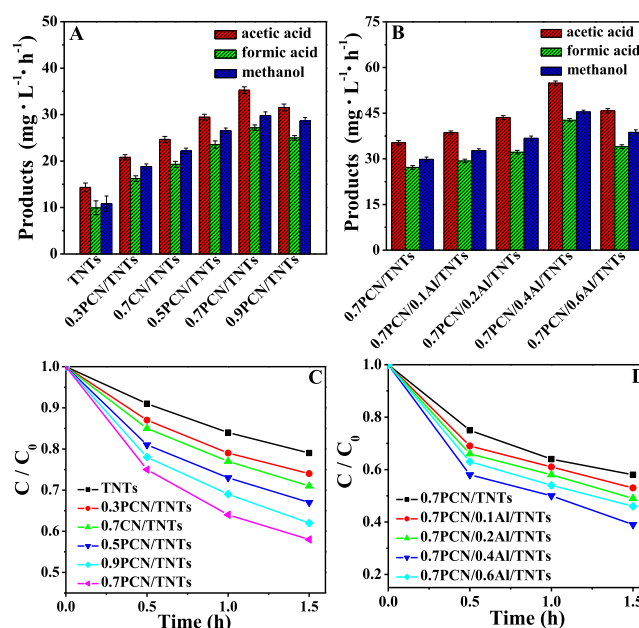 A
acetic acid
formic acid
methanol
Products (mg · L⁻¹· h⁻¹)
50
40
30
20
10
0
TNTs
0.3PCN/TNTs
0.7CN/TNTs
0.5PCN/TNTs
0.7PCN/TNTs
0.9PCN/TNTs
B
acetic acid
formic acid
methanol
Products (mg · L⁻¹· h⁻¹)
75
60
45
30
15
0
0.7PCN/TNTs
0.7PCN/0.1Al/TNTs
0.7PCN/0.2Al/TNTs
0.7PCN/0.4Al/TNTs
0.7PCN/0.6Al/TNTs
C
C / C₀
1.0
0.9
0.8
0.7
0.6
0.5
TNTs
0.3PCN/TNTs
0.7CN/TNTs
0.5PCN/TNTs
0.9PCN/TNTs
0.7PCN/TNTs
0.0 0.5 1.0 1.5
Time (h)
D
C / C₀
1.0
0.8
0.6
0.4
0.2
0.7PCN/TNTs
0.7PCN/0.1Al/TNTs
0.7PCN/0.2Al/TNTs
0.7PCN/0.4Al/TNTs
0.7PCN/0.6Al/TNTs
0.0 0.5 1.0 1.5
Time (h)